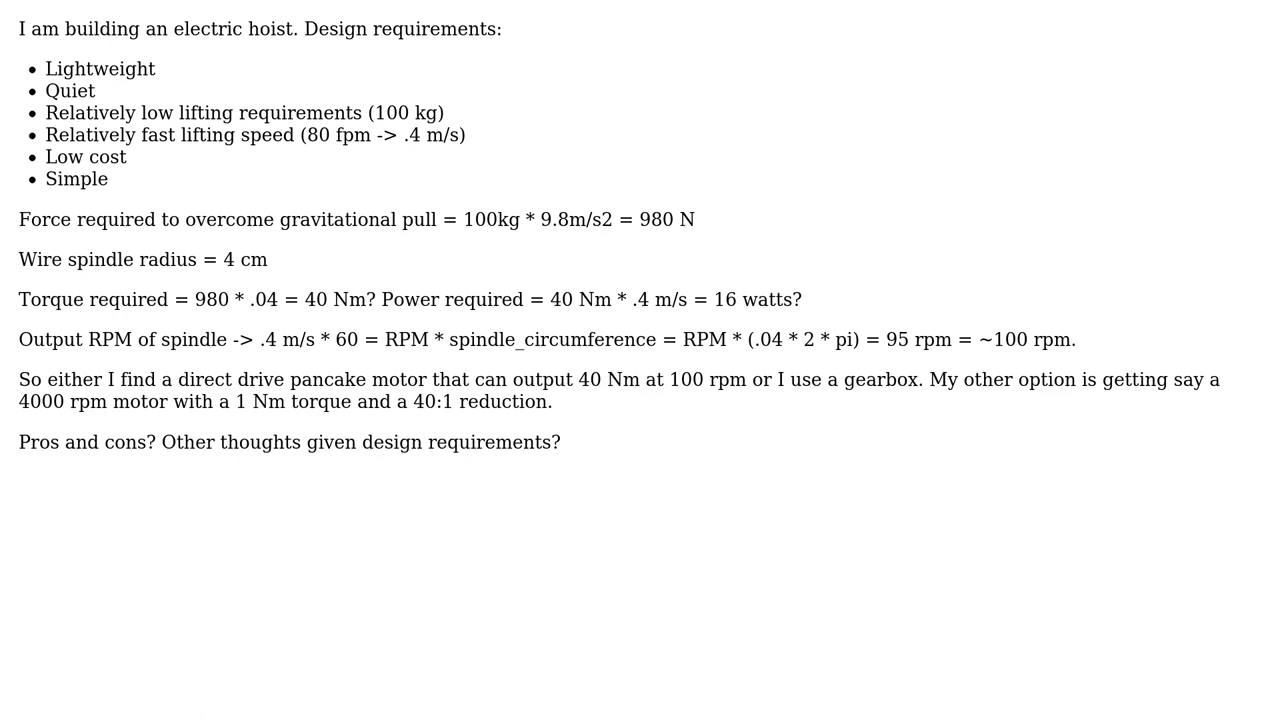 I am building an electric hoist. Design requirements:
• Lightweight
• Quiet
• Relatively low lifting requirements (100 kg)
• Relatively fast lifting speed (80 fpm -> .4 m/s)
• Low cost
• Simple
Force required to overcome gravitational pull = 100kg * 9.8m/s2 = 980 N
Wire spindle radius = 4 cm
Torque required = 980 * .04 = 40 Nm? Power required = 40 Nm * .4 m/s = 16 watts?
Output RPM of spindle -> .4 m/s * 60 = RPM * spindle_circumference = RPM * (.04 * 2 * pi) = 95 rpm = ~100 rpm.
So either I find a direct drive pancake motor that can output 40 Nm at 100 rpm or I use a gearbox. My other option is getting say a
4000 rpm motor with a 1 Nm torque and a 40:1 reduction.
Pros and cons? Other thoughts given design requirements?